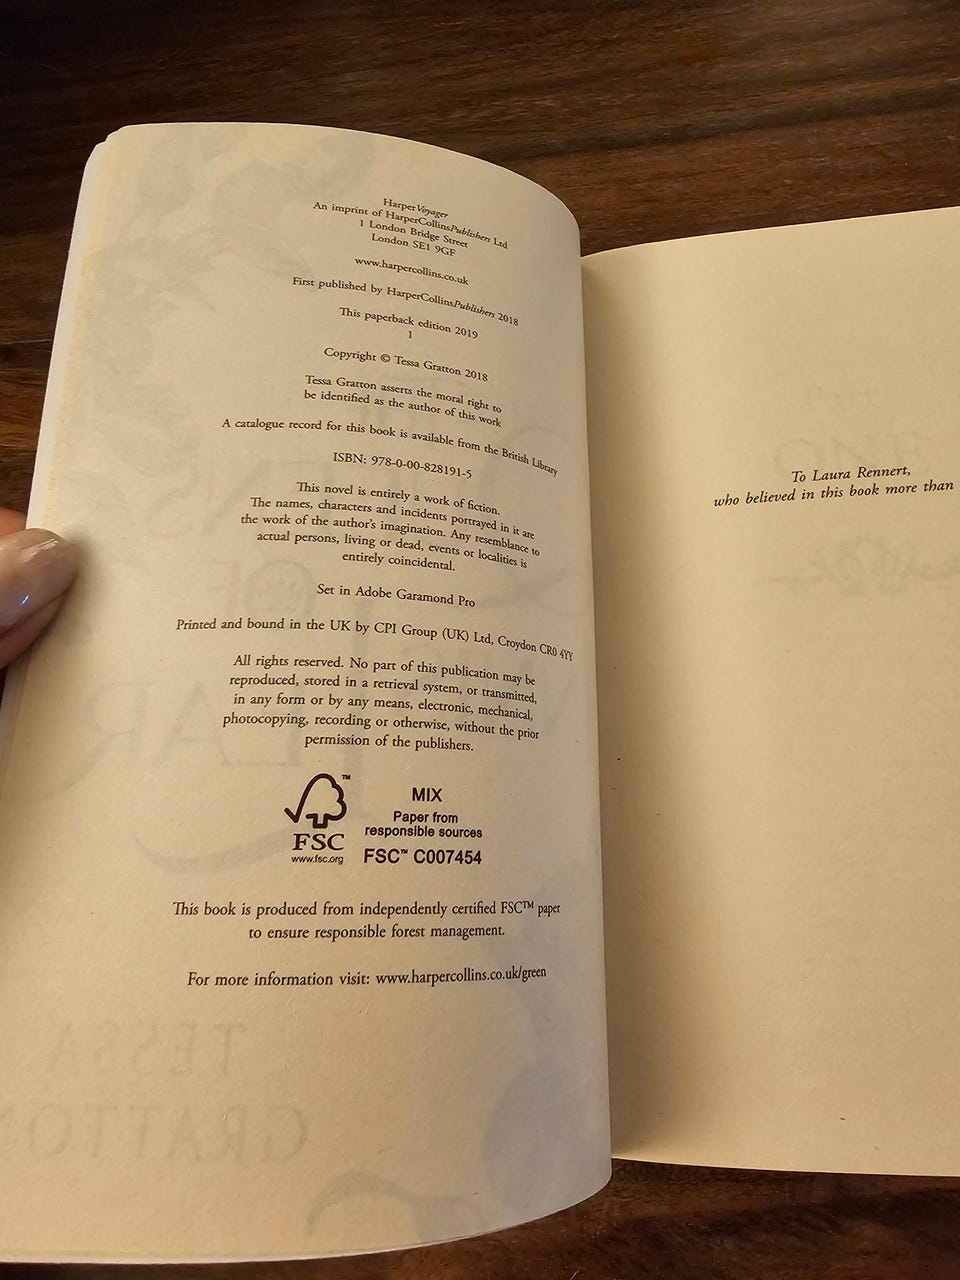 HarperVoyager
An imprint of HarperCollinsPublishers Ltd
1 London Bridge Street
London SE1 9GF
www.harpercollins.co.uk
First published by HarperCollinsPublishers 2018
This paperback edition 2019
1
Copyright © Tessa Gratton 2018
Tessa Gratton asserts the moral right to
be identified as the author of this work
A catalogue record for this book is available from the British Library
ISBN: 978-0-00-828191-5
This novel is entirely a work of fiction.
The names, characters and incidents portrayed in it are
the work of the author's imagination. Any resemblance to
actual persons, living or dead, events or localities is
entirely coincidental.
Set in Adobe Garamond Pro
Printed and bound in the UK by CPI Group (UK) Ltd, Croydon CR0 4YY
All rights reserved. No part of this publication may be
reproduced, stored in a retrieval system, or transmitted,
in any form or by any means, electronic, mechanical,
photocopying, recording or otherwise, without the prior
permission of the publishers.
FSC™
www.fsc.org
MIX
Paper from
responsible sources
FSC™ C007454
This book is produced from independently certified FSC™ paper
to ensure responsible forest management.
For more information visit: www.harpercollins.co.uk/green
TESSA
GRATTON
To Laura Rennert,
who believed in this book more than